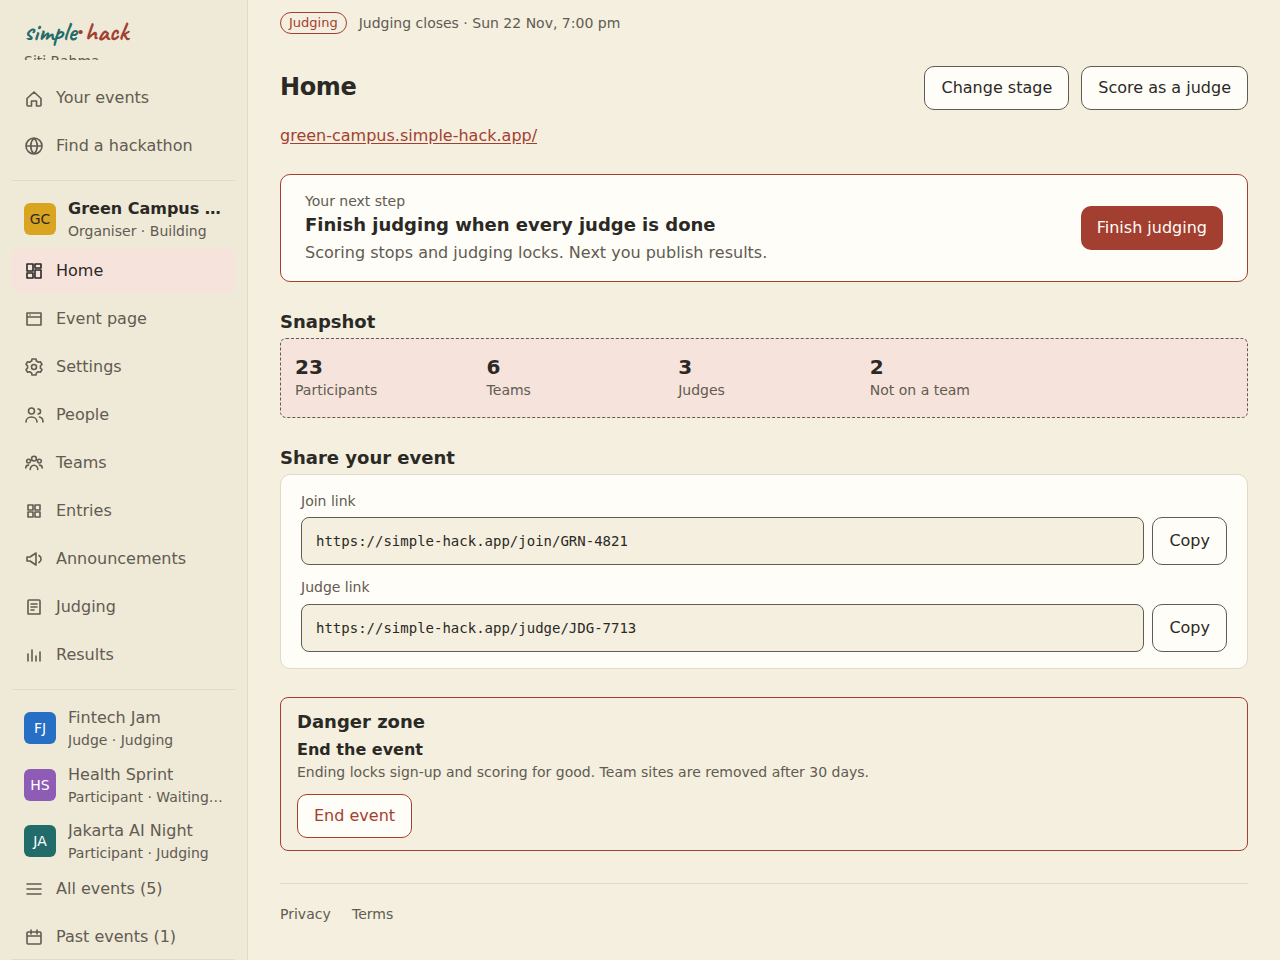 simple·hack
Siti Rahma
Your events
Find a hackathon
GC
Green Campus …
Organiser · Building
Home
Event page
Settings
People
Teams
Entries
Announcements
Judging
Results
FJ
Fintech Jam
Judge · Judging
HS
Health Sprint
Participant · Waiting…
JA
Jakarta AI Night
Participant · Judging
All events (5)
Past events (1)
Judging
Judging closes · Sun 22 Nov, 7:00 pm
Home
Change stage
Score as a judge
green-campus.simple-hack.app/
Your next step
Finish judging when every judge is done
Scoring stops and judging locks. Next you publish results.
Finish judging
Snapshot
23
Participants
6
Teams
3
Judges
2
Not on a team
Share your event
Join link
https://simple-hack.app/join/GRN-4821
Copy
Judge link
https://simple-hack.app/judge/JDG-7713
Copy
Danger zone
End the event
Ending locks sign-up and scoring for good. Team sites are removed after 30 days.
End event
Privacy
Terms